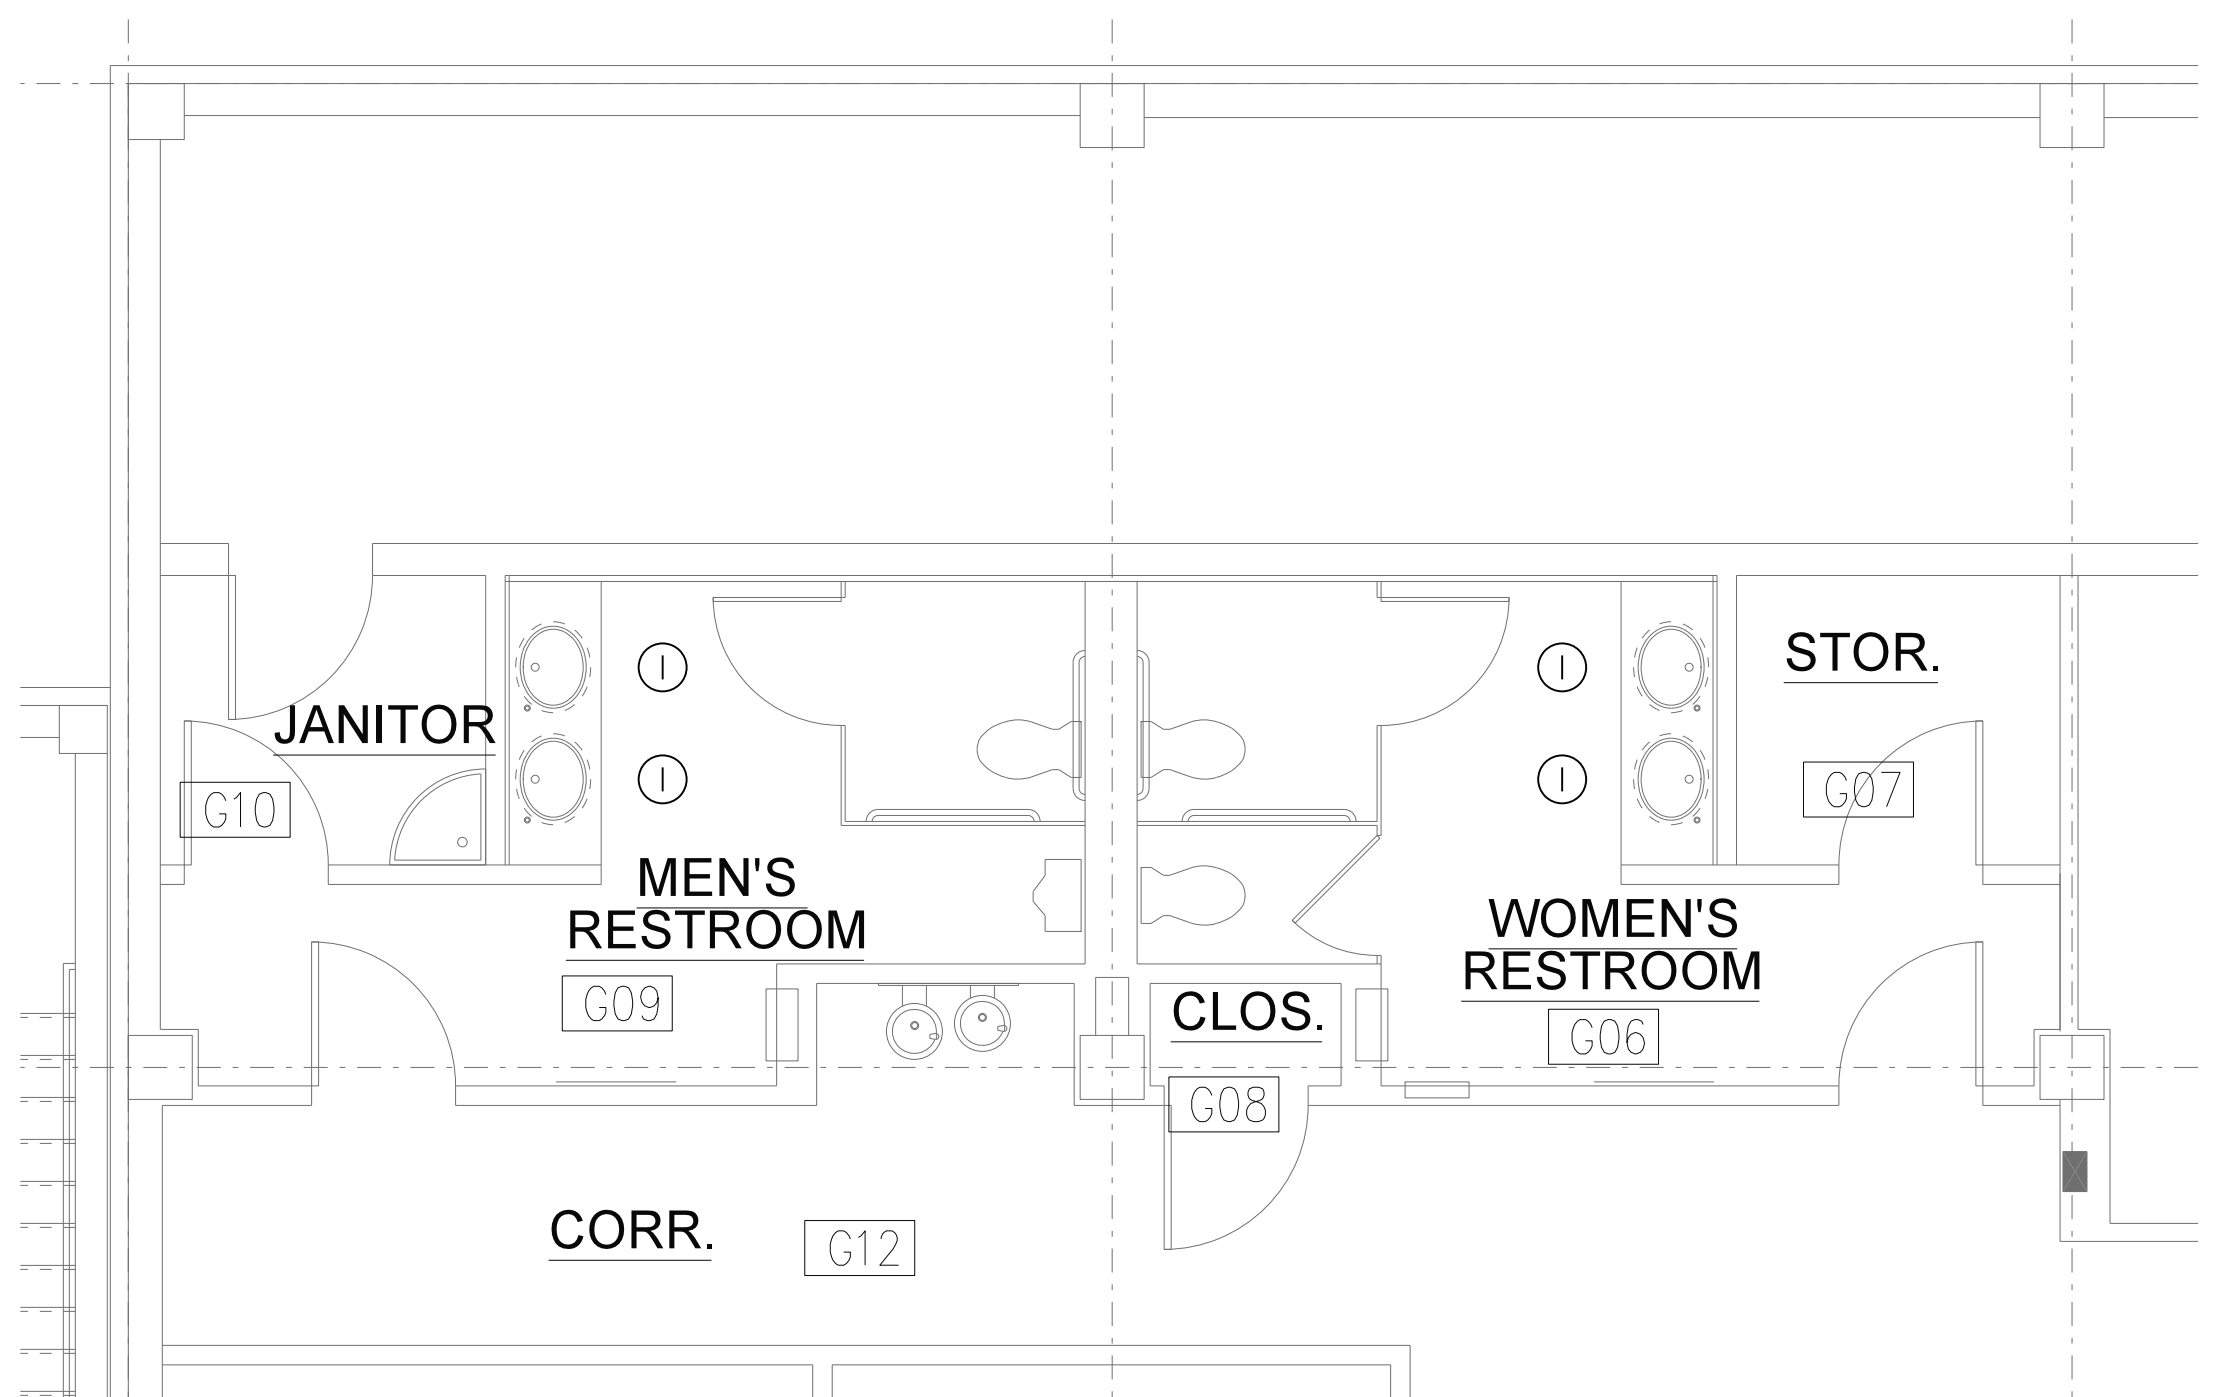 STOR.
JANITOR
G07
G10
MEN'S
RESTROOM
WOMEN'S
RESTROOM
G09
CLOS.
G06
G08
CORR.
G12